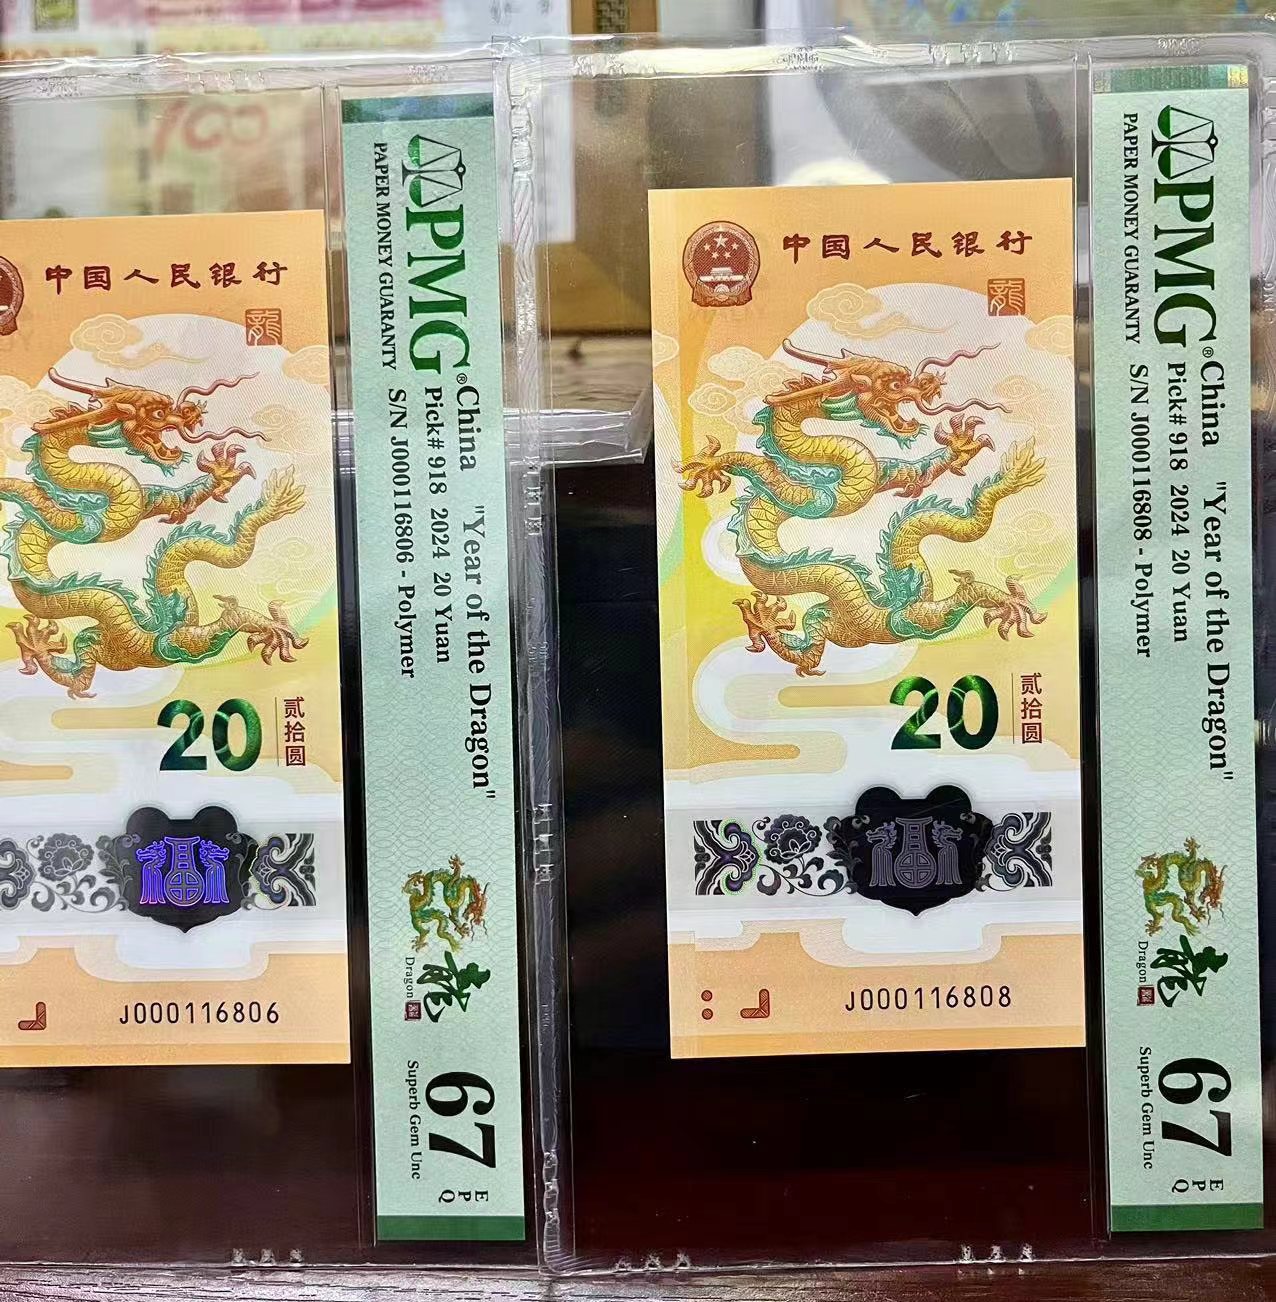 中国人民银行
龍
20
贰拾圆
J000116806
PMG®
PAPER MONEY GUARANTY
China "Year of the Dragon"
Pick# 918 2024 20 Yuan
S/N J000116806 - Polymer
龍
Dragon
67
EPQ
Superb Gem Unc
中国人民银行
龍
20
贰拾圆
J000116808
PMG®
PAPER MONEY GUARANTY
China "Year of the Dragon"
Pick# 918 2024 20 Yuan
S/N J000116808 - Polymer
龍
Dragon
67
EPQ
Superb Gem Unc
100
PMG